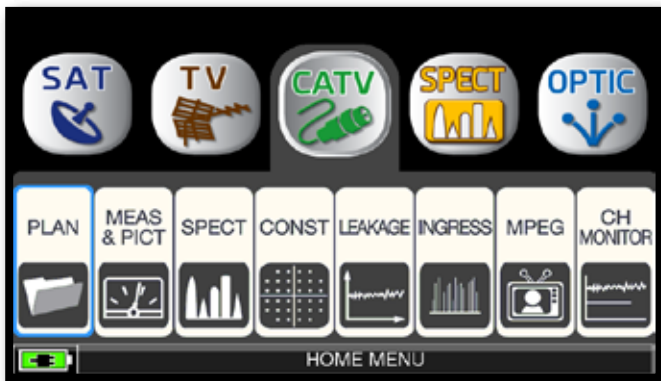 SAT
TV
CATV
SPECT
OPTIC
PLAN
MEAS
& PICT
SPECT
CONST
LEAKAGE
INGRESS
MPEG
CH
MONITOR
HOME MENU